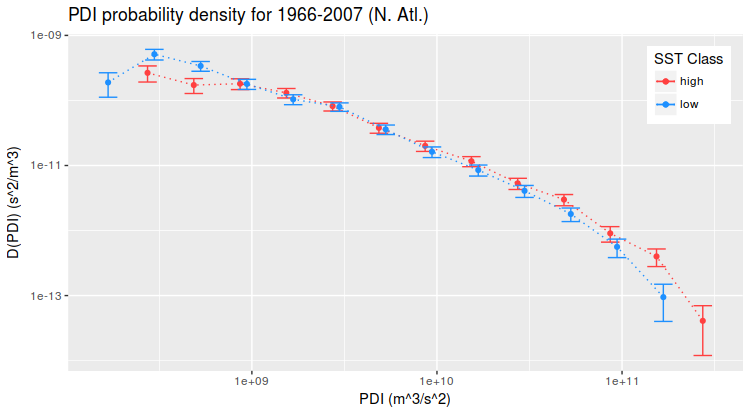 PDI probability density for 1966-2007 (N. Atl.)
1e-09
1e-11
1e-13
D(PDI) (s^2/m^3)
SST Class
high
low
1e+09
1e+10
1e+11
PDI (m^3/s^2)